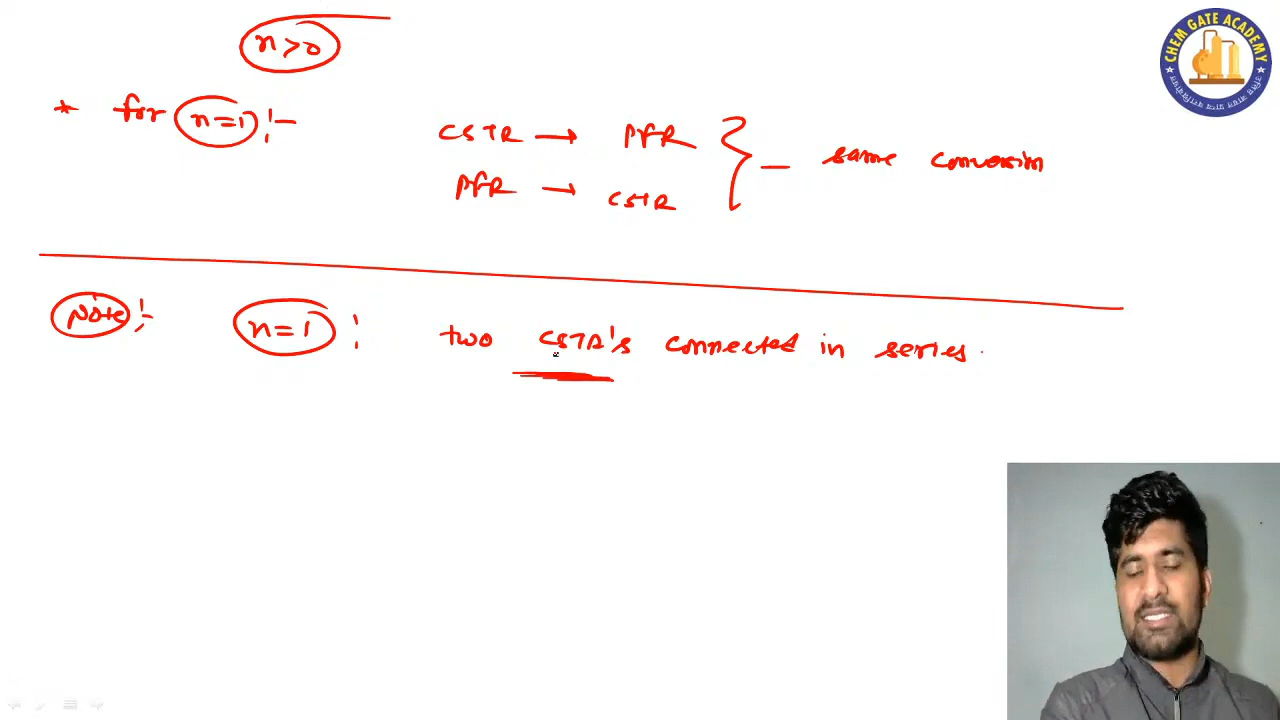 n>0
* for n=1 :-
CSTR → PFR
PFR → CSTR
} - same conversion
Note :- n=1 : two CSTR's connected in series.
CHEM GATE ACADEMY